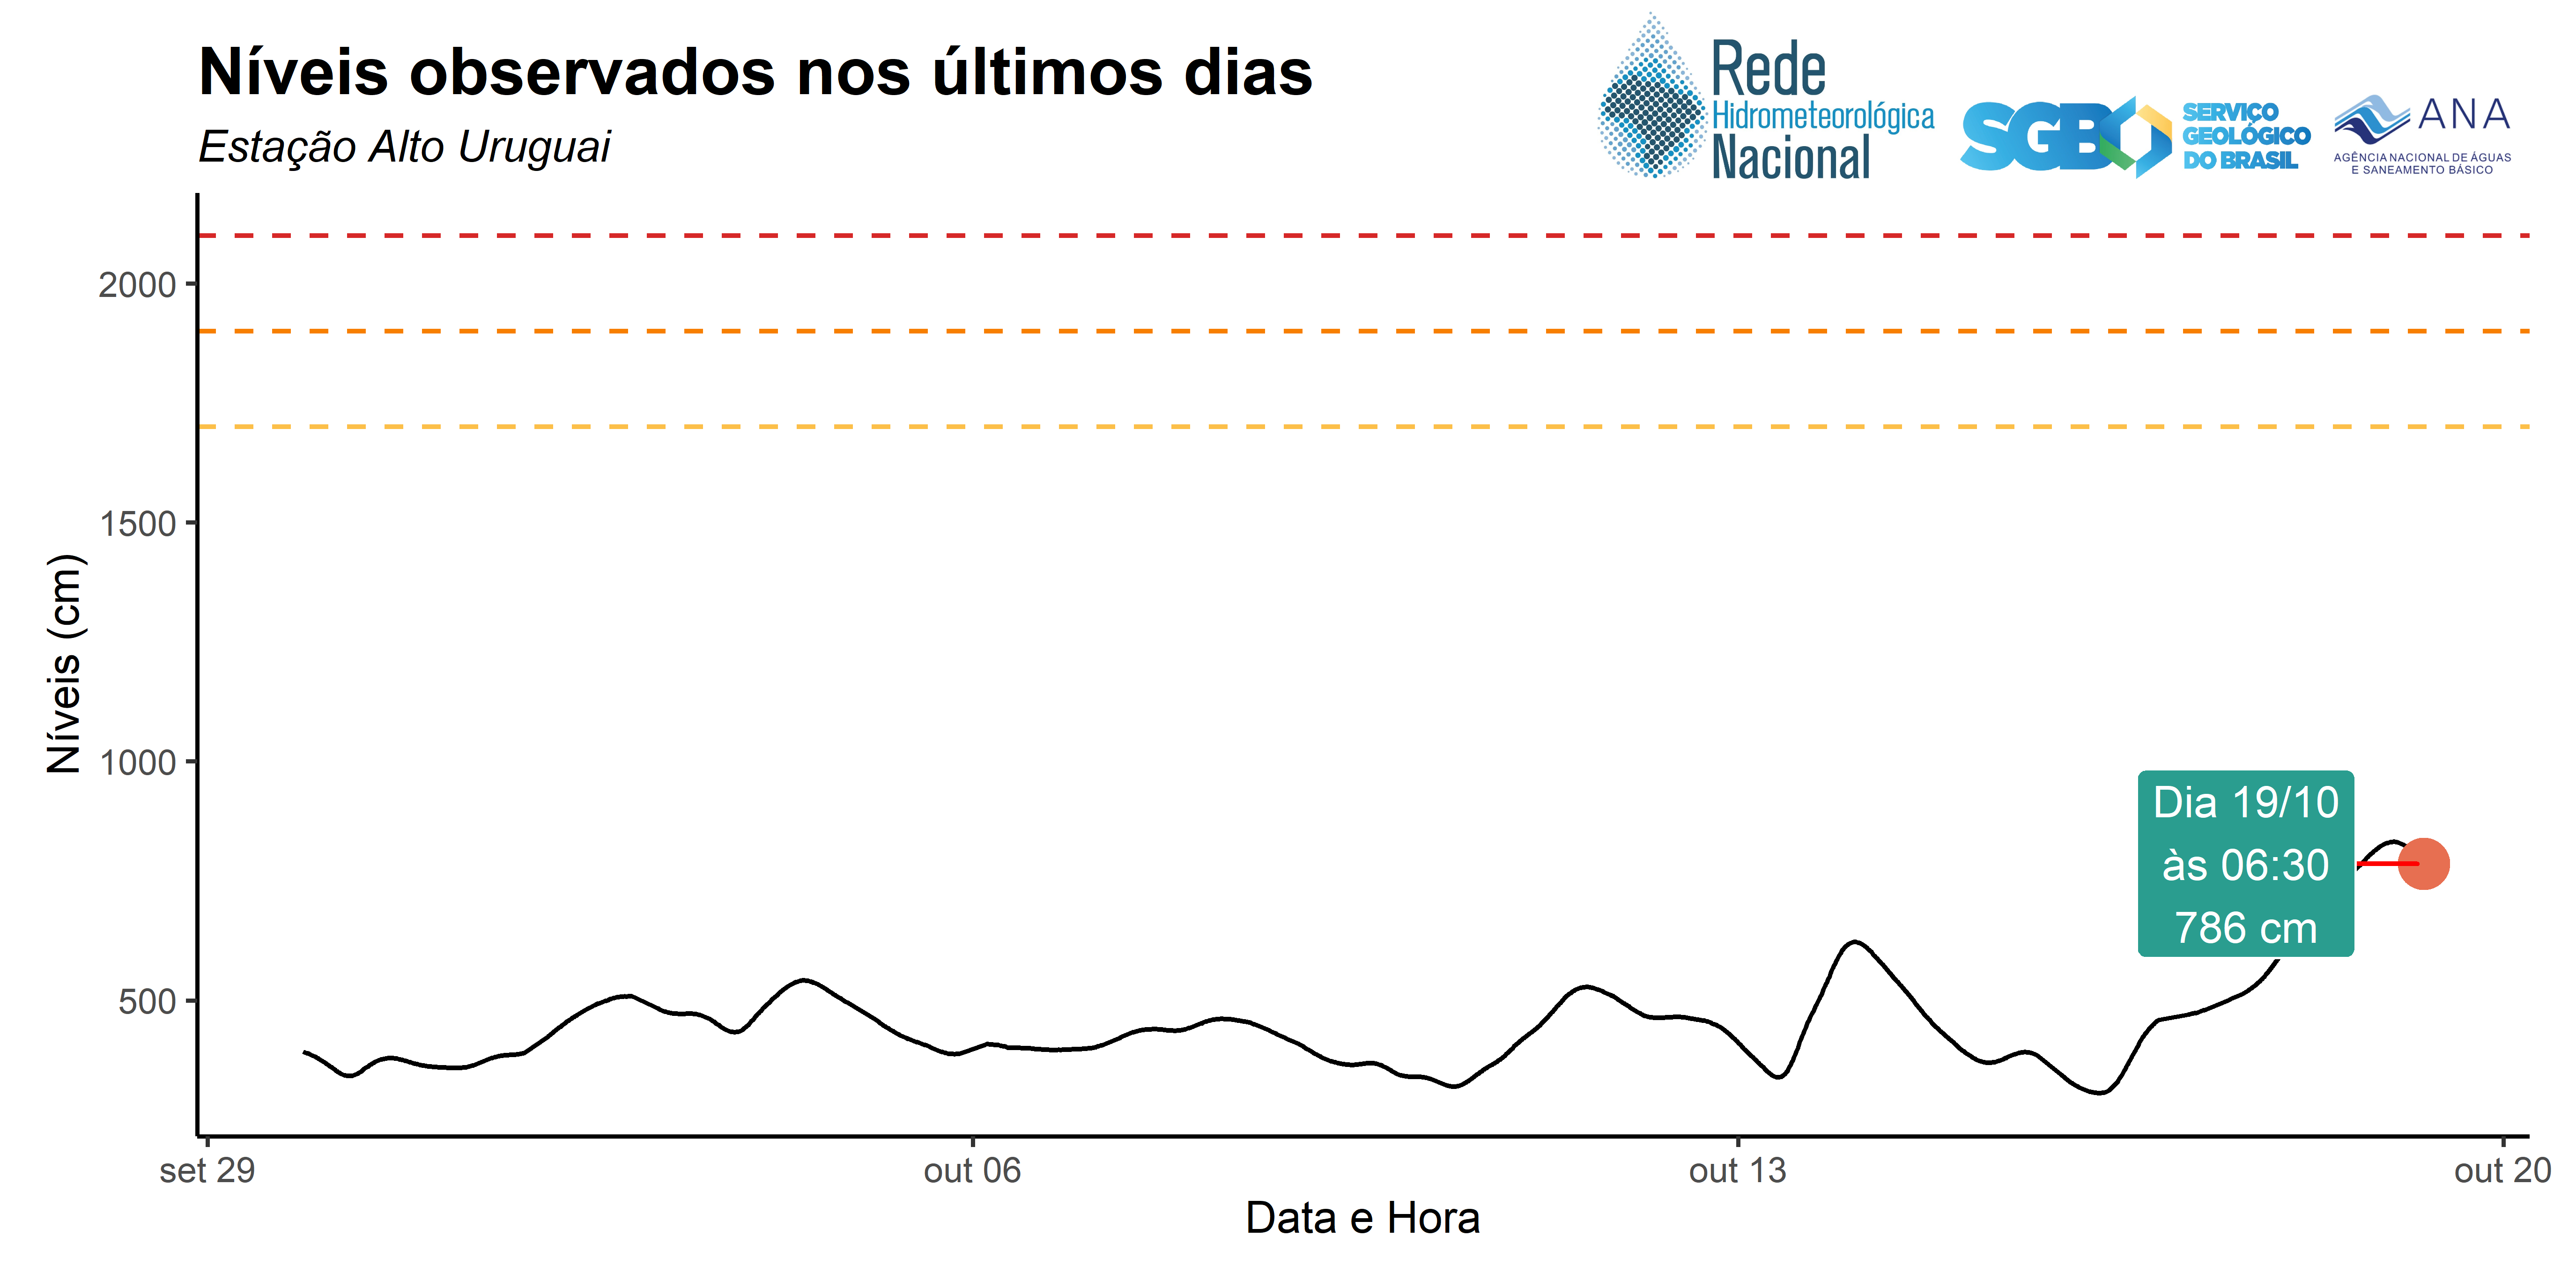 Níveis observados nos últimos dias
Estação Alto Uruguai
Rede
Hidrometeorológica
Nacional
SGB
SERVIÇO
GEOLÓGICO
DO BRASIL
ANA
AGÊNCIA NACIONAL DE ÁGUAS
E SANEAMENTO BÁSICO
Níveis (cm)
2000
1500
1000
500
Dia 19/10
às 06:30
786 cm
set 29
out 06
out 13
out 20
Data e Hora